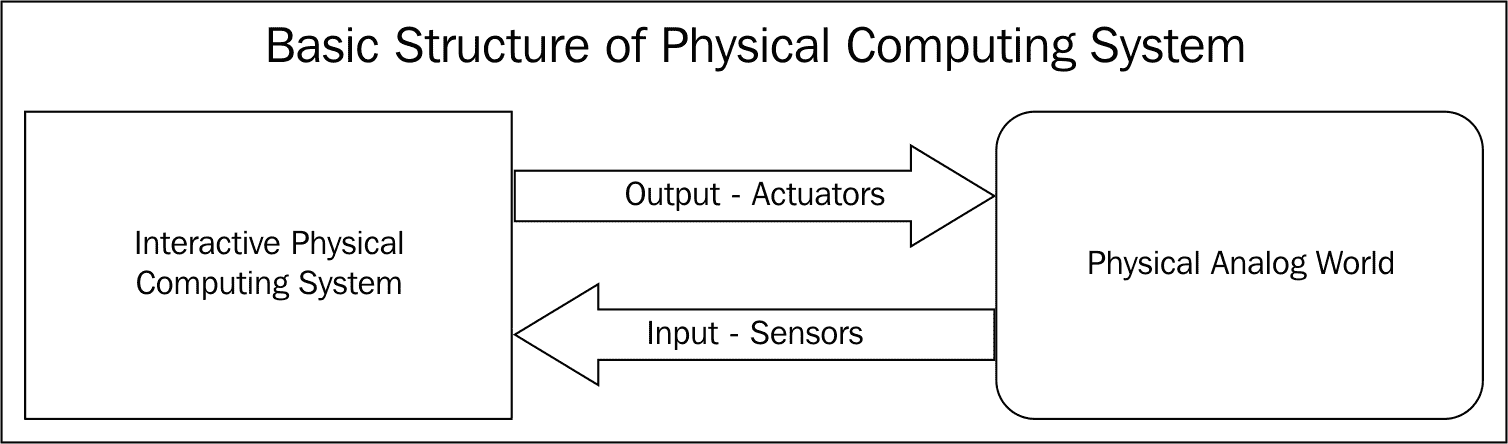 Basic Structure of Physical Computing System
Interactive Physical
Computing System
Output - Actuators
Input - Sensors
Physical Analog World